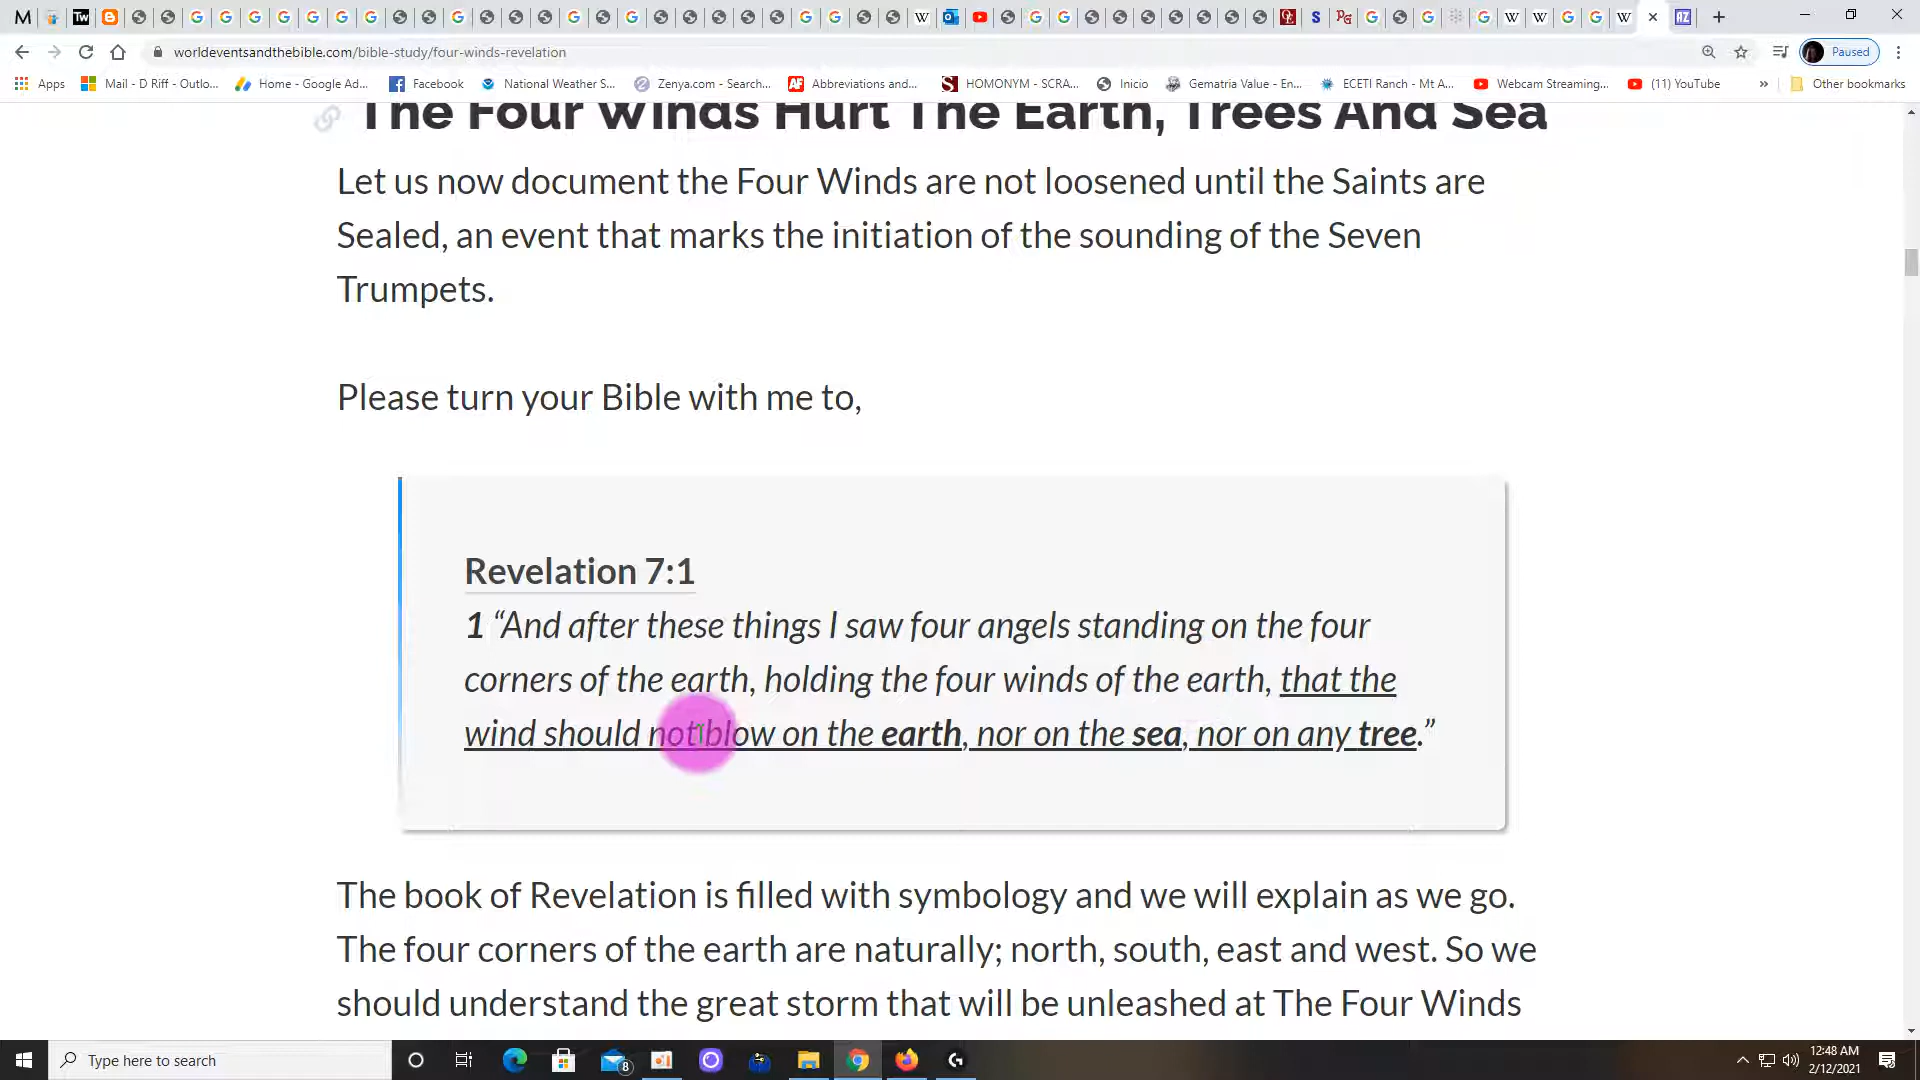 M Tw W OL S PG W W W AZ
worldeventsandthebible.com/bible-study/four-winds-revelation
Paused
Apps Mail - D Riff - Outlo... Home - Google Ad... Facebook National Weather S... Zenya.com - Search... AF Abbreviations and... S HOMONYM - SCRA... Inicio Gematria Value - En... ECETI Ranch - Mt A... Webcam Streaming... (11) YouTube » Other bookmarks
The Four Winds Hurt The Earth, Trees And Sea
Let us now document the Four Winds are not loosened until the Saints are
Sealed, an event that marks the initiation of the sounding of the Seven
Trumpets.
Please turn your Bible with me to,
Revelation 7:1
1 “And after these things I saw four angels standing on the four
corners of the earth, holding the four winds of the earth, that the
wind should not blow on the earth, nor on the sea, nor on any tree.”
The book of Revelation is filled with symbology and we will explain as we go.
The four corners of the earth are naturally; north, south, east and west. So we
should understand the great storm that will be unleashed at The Four Winds
Type here to search
8
12:48 AM
2/12/2021